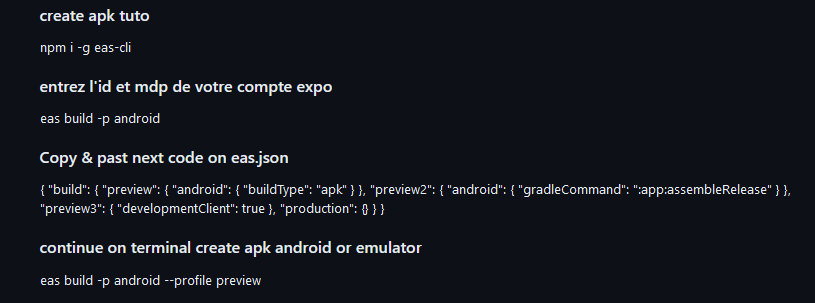 create apk tuto
npm i -g eas-cli
entrez l'id et mdp de votre compte expo
eas build -p android
Copy & past next code on eas.json
{ "build": { "preview": { "android": { "buildType": "apk" } }, "preview2": { "android": { "gradleCommand": ":app:assembleRelease" } },
"preview3": { "developmentClient": true }, "production": {} } }
continue on terminal create apk android or emulator
eas build -p android --profile preview